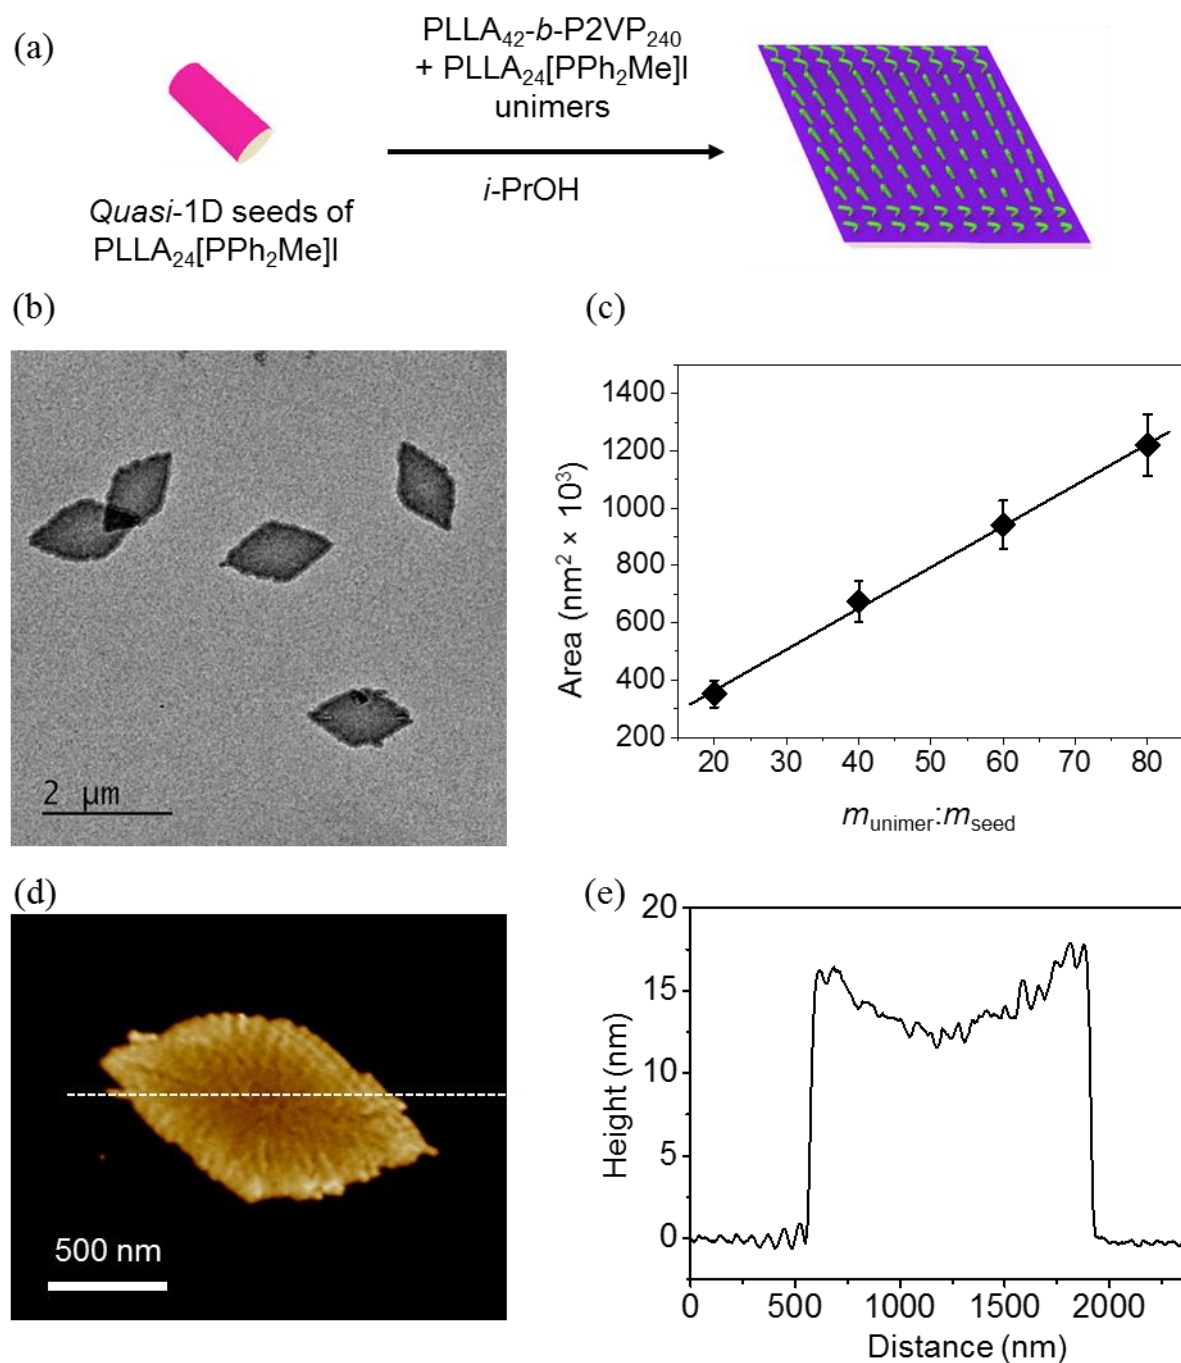 (a)
PLLA₄₂-b-P2VP₂₄₀
+ PLLA₂₄[PPh₂Me]I
unimers
i-PrOH
Quasi-1D seeds of
PLLA₂₄[PPh₂Me]I
(b)
2 μm
(c)
1400
1200
1000
800
600
400
200
20 30 40 50 60 70 80
Area (nm² × 10³)
m_unimer:m_seed
(d)
500 nm
(e)
20
15
10
5
0
0 500 1000 1500 2000
Height (nm)
Distance (nm)